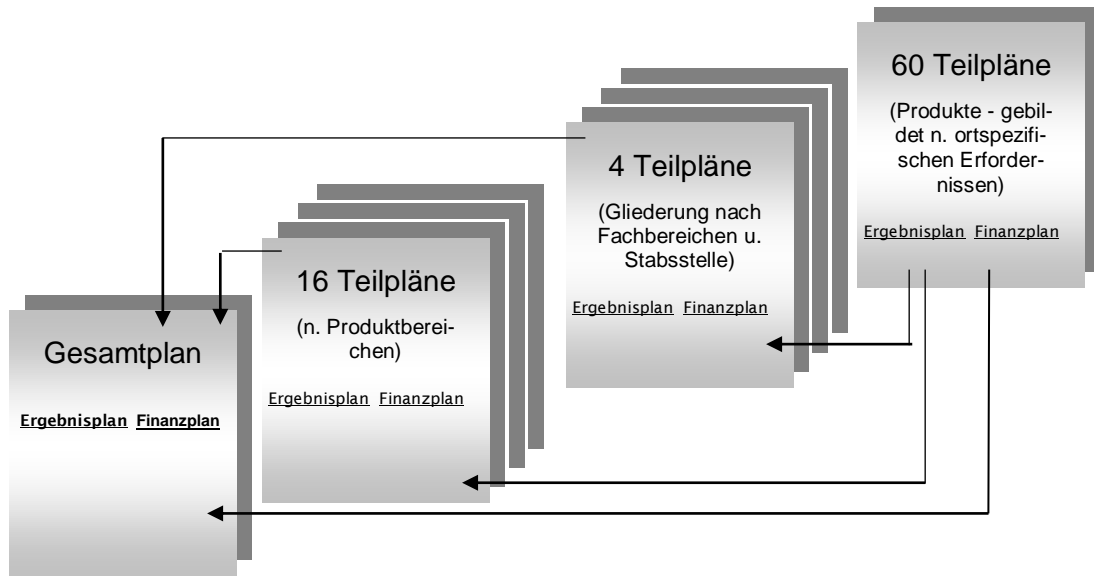 Gesamtplan
Ergebnisplan Finanzplan
16 Teilpläne
(n. Produktberei-
chen)
Ergebnisplan Finanzplan
4 Teilpläne
(Gliederung nach
Fachbereichen u.
Stabsstelle)
Ergebnisplan Finanzplan
60 Teilpläne
(Produkte - gebil-
det n. ortspezifi-
schen Erforder-
nissen)
Ergebnisplan Finanzplan